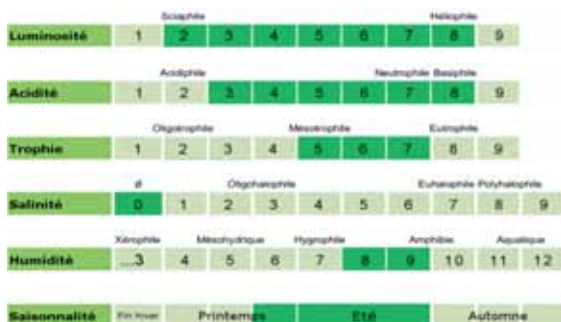 Sciaphile Héliophile
Luminosité 1 2 3 4 5 6 7 8 9
Acidiphile Neutrophile Basiphile
Acidité 1 2 3 4 5 6 7 8 9
Oligotrophile Mésotrophile Eutrophile
Trophie 1 2 3 4 5 6 7 8 9
Ø Oligohalophile Euhalophile Polyhalophile
Salinité 0 1 2 3 4 5 6 7 8 9
Xérophile Mésohydrique Hygrophile Amphibie Aquatique
Humidité ...3 4 5 6 7 8 9 10 11 12
Saisonnalité Fin hiver Printemps Eté Automne